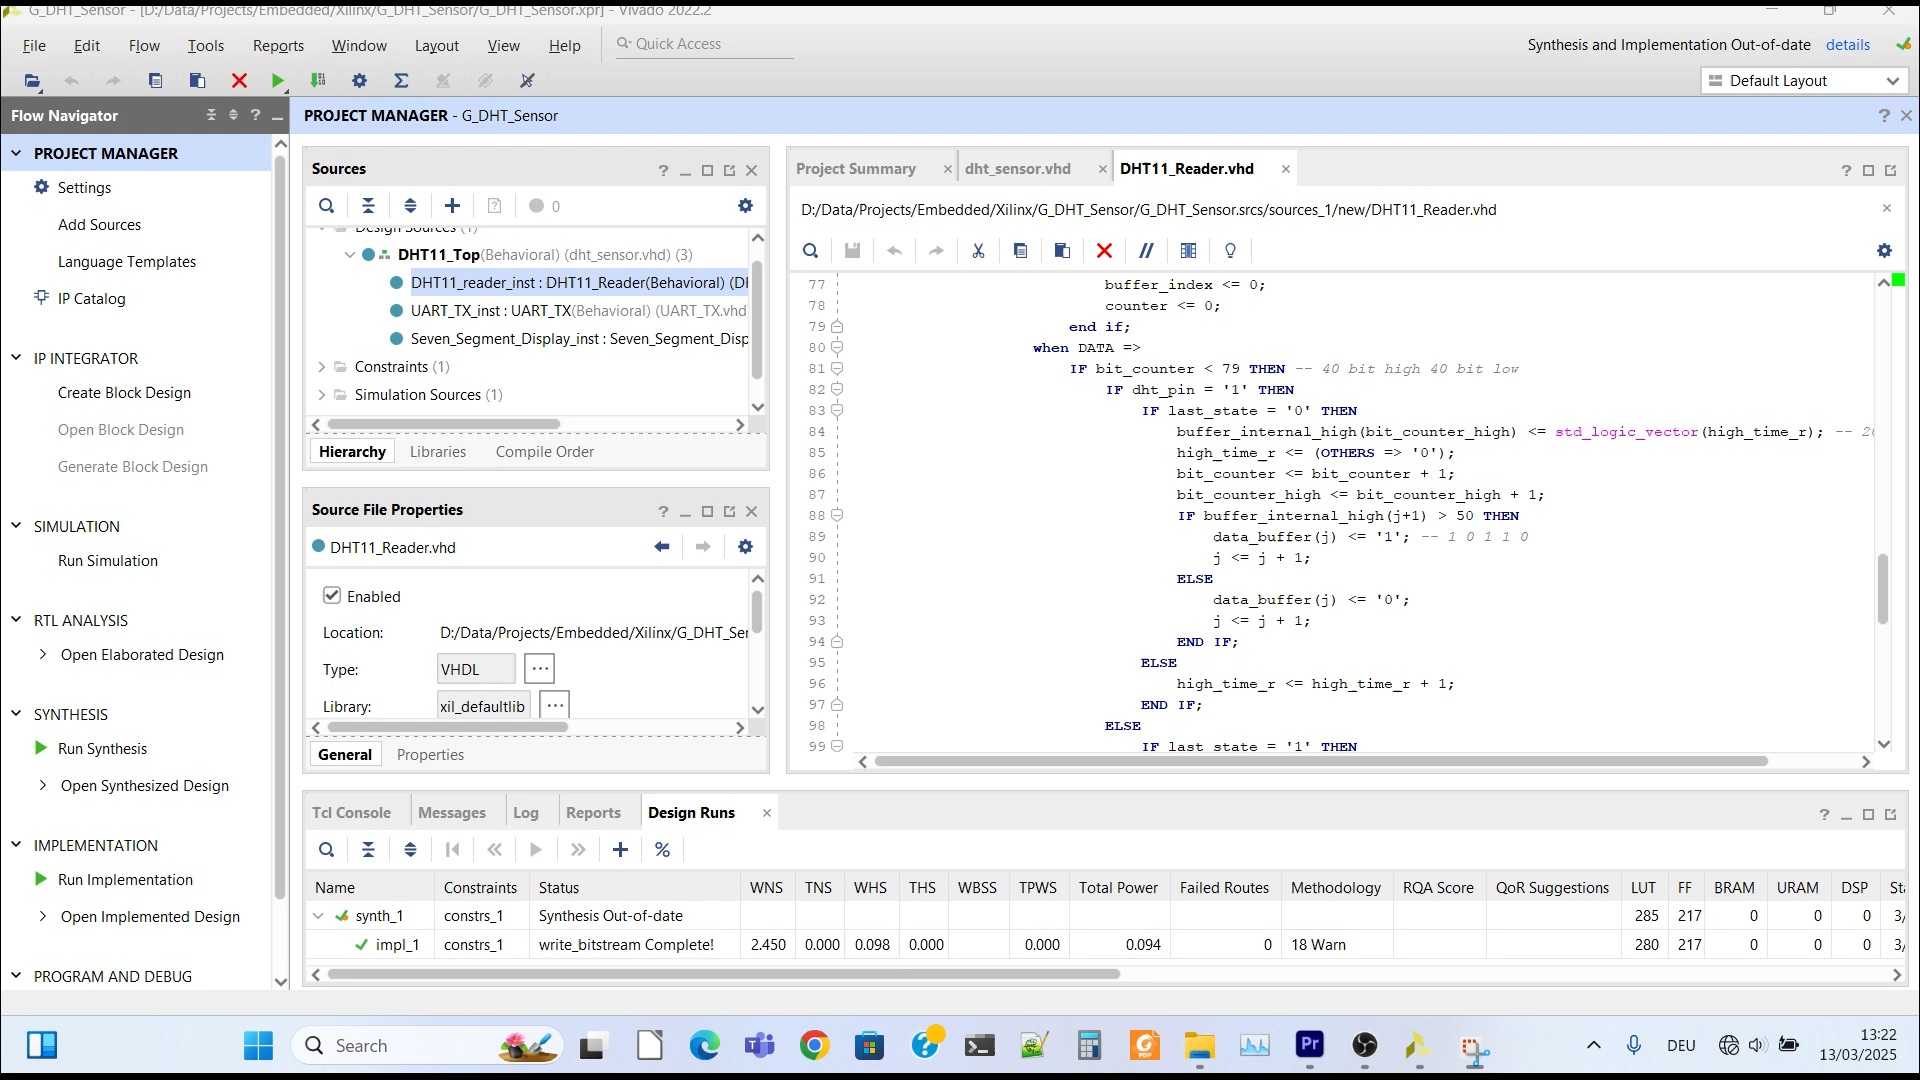 G_DHT_Sensor - [D:/Data/Projects/Embedded/Xilinx/G_DHT_Sensor/G_DHT_Sensor.xpr] - Vivado 2022.2
File Edit Flow Tools Reports Window Layout View Help Quick Access
Synthesis and Implementation Out-of-date details
Default Layout
Flow Navigator
PROJECT MANAGER - G_DHT_Sensor
PROJECT MANAGER
Settings
Add Sources
Language Templates
IP Catalog
IP INTEGRATOR
Create Block Design
Open Block Design
Generate Block Design
SIMULATION
Run Simulation
RTL ANALYSIS
Open Elaborated Design
SYNTHESIS
Run Synthesis
Open Synthesized Design
IMPLEMENTATION
Run Implementation
Open Implemented Design
PROGRAM AND DEBUG
Sources
0
Design Sources (1)
DHT11_Top(Behavioral) (dht_sensor.vhd) (3)
DHT11_reader_inst : DHT11_Reader(Behavioral) (DH
UART_TX_inst : UART_TX(Behavioral) (UART_TX.vhd
Seven_Segment_Display_inst : Seven_Segment_Disp
Constraints (1)
Simulation Sources (1)
Hierarchy Libraries Compile Order
Source File Properties
DHT11_Reader.vhd
Enabled
Location: D:/Data/Projects/Embedded/Xilinx/G_DHT_Ser
Type: VHDL ...
Library: xil_defaultlib ...
General Properties
Project Summary dht_sensor.vhd DHT11_Reader.vhd
D:/Data/Projects/Embedded/Xilinx/G_DHT_Sensor/G_DHT_Sensor.srcs/sources_1/new/DHT11_Reader.vhd
77 buffer_index <= 0;
78 counter <= 0;
79 end if;
80 when DATA =>
81 IF bit_counter < 79 THEN -- 40 bit high 40 bit low
82 IF dht_pin = '1' THEN
83 IF last_state = '0' THEN
84 buffer_internal_high(bit_counter_high) <= std_logic_vector(high_time_r); -- 20
85 high_time_r <= (OTHERS => '0');
86 bit_counter <= bit_counter + 1;
87 bit_counter_high <= bit_counter_high + 1;
88 IF buffer_internal_high(j+1) > 50 THEN
89 data_buffer(j) <= '1'; -- 1 0 1 1 0
90 j <= j + 1;
91 ELSE
92 data_buffer(j) <= '0';
93 j <= j + 1;
94 END IF;
95 ELSE
96 high_time_r <= high_time_r + 1;
97 END IF;
98 ELSE
99 IF last state = '1' THEN
Tcl Console Messages Log Reports Design Runs
Name Constraints Status WNS TNS WHS THS WBSS TPWS Total Power Failed Routes Methodology RQA Score QoR Suggestions LUT FF BRAM URAM DSP Sta
synth_1 constrs_1 Synthesis Out-of-date 285 217 0 0 0 3/
impl_1 constrs_1 write_bitstream Complete! 2.450 0.000 0.098 0.000 0.000 0.094 0 18 Warn 280 217 0 0 0 3/
Search
DEU
13:22
13/03/2025